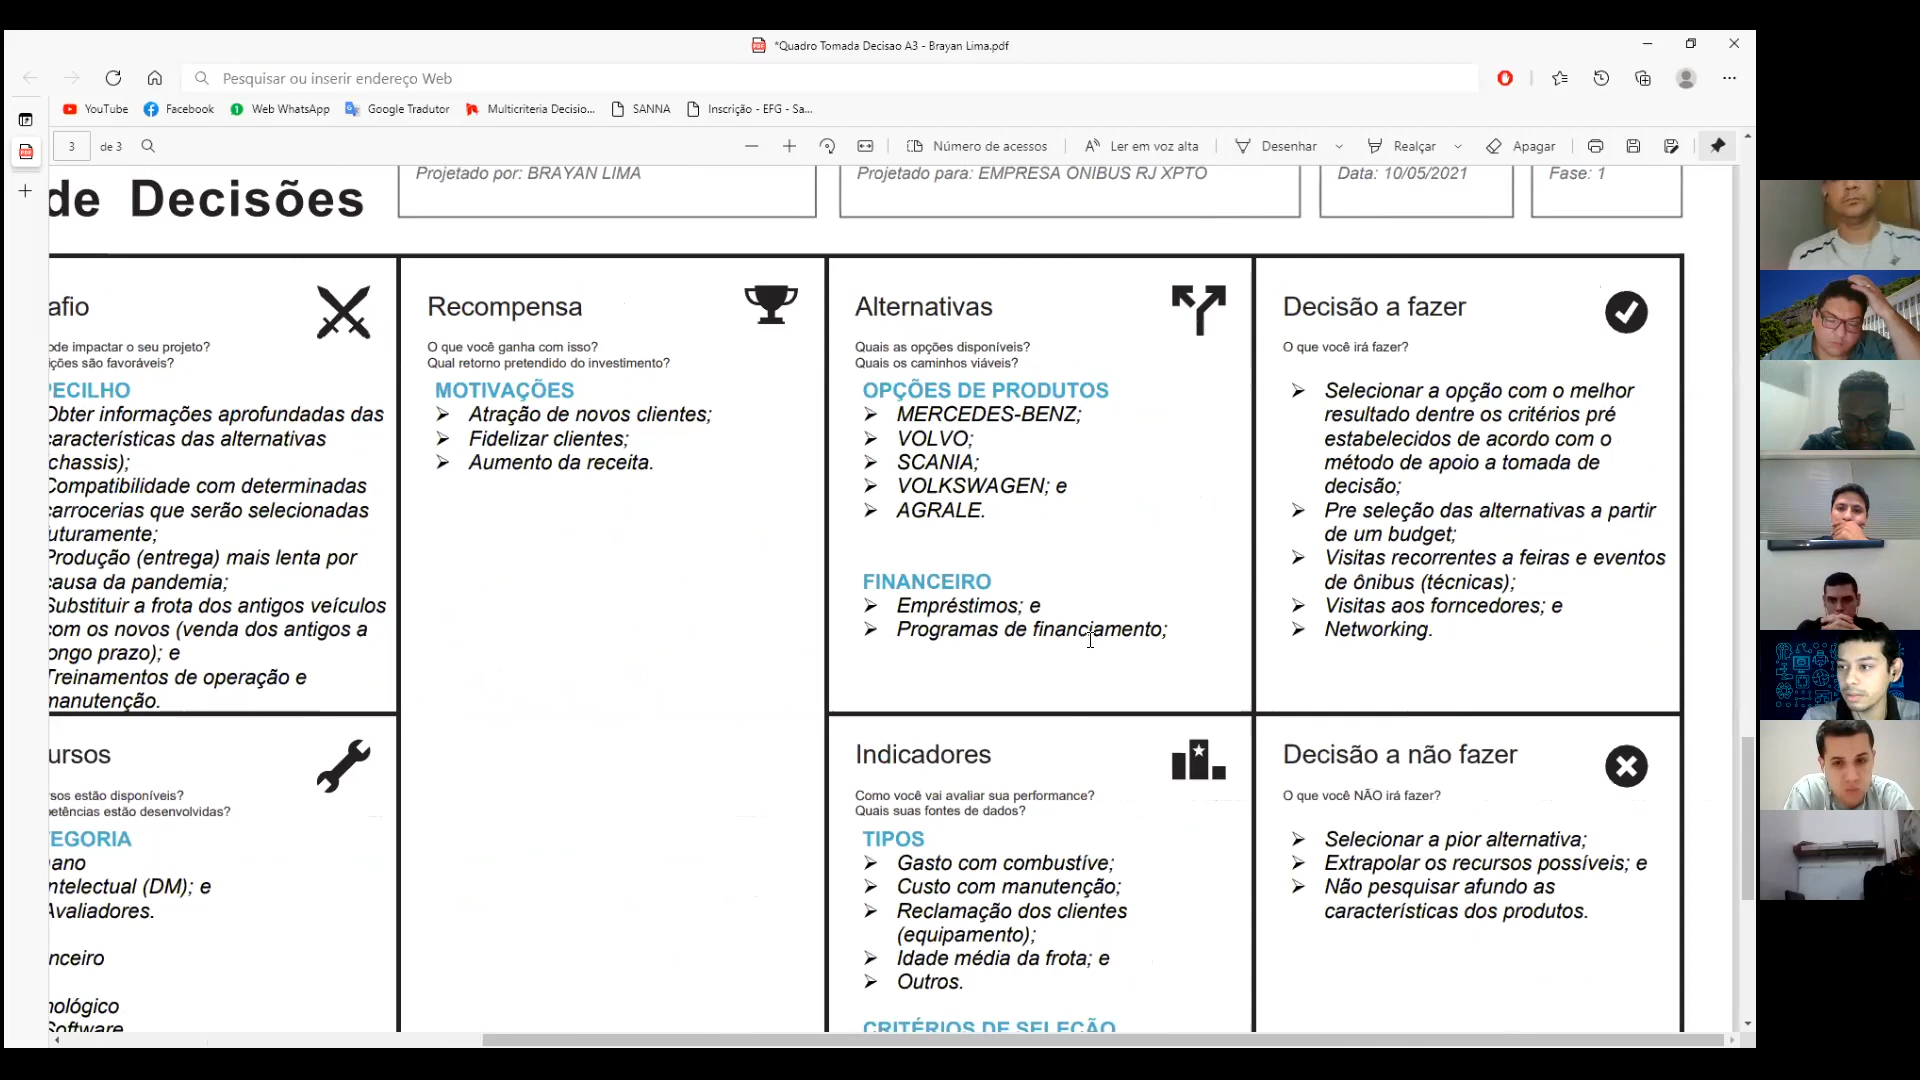 *Quadro Tomada Decisao A3 - Brayan Lima.pdf
Pesquisar ou inserir endereço Web
YouTube Facebook Web WhatsApp Google Tradutor Multicriteria Decisio... SANNA Inscrição - EFG - Sa...
3 de 3 Número de acessos Ler em voz alta Desenhar Realçar Apagar
de Decisões
Projetado por: BRAYAN LIMA
Projetado para: EMPRESA ONIBUS RJ XPTO
Data: 10/05/2021
Fase: 1
afio
ode impactar o seu projeto?
ições são favoráveis?
PECILHO
Obter informações aprofundadas das
características das alternativas
chassis);
Compatibilidade com determinadas
carrocerias que serão selecionadas
uturamente;
Produção (entrega) mais lenta por
causa da pandemia;
Substituir a frota dos antigos veículos
com os novos (venda dos antigos a
ongo prazo); e
Treinamentos de operação e
manutenção.
ursos
sos estão disponíveis?
etências estão desenvolvidas?
EGORIA
ano
ntelectual (DM); e
Avaliadores.
nceiro
nológico
Software
Recompensa
O que você ganha com isso?
Qual retorno pretendido do investimento?
MOTIVAÇÕES
➢ Atração de novos clientes;
➢ Fidelizar clientes;
➢ Aumento da receita.
Alternativas
Quais as opções disponíveis?
Quais os caminhos viáveis?
OPÇÕES DE PRODUTOS
➢ MERCEDES-BENZ;
➢ VOLVO;
➢ SCANIA;
➢ VOLKSWAGEN; e
➢ AGRALE.
FINANCEIRO
➢ Empréstimos; e
➢ Programas de financiamento;
Indicadores
Como você vai avaliar sua performance?
Quais suas fontes de dados?
TIPOS
➢ Gasto com combustíve;
➢ Custo com manutenção;
➢ Reclamação dos clientes
(equipamento);
➢ Idade média da frota; e
➢ Outros.
CRITÉRIOS DE SELEÇÃO
Decisão a fazer
O que você irá fazer?
➢ Selecionar a opção com o melhor
resultado dentre os critérios pré
estabelecidos de acordo com o
método de apoio a tomada de
decisão;
➢ Pre seleção das alternativas a partir
de um budget;
➢ Visitas recorrentes a feiras e eventos
de ônibus (técnicas);
➢ Visitas aos forncedores; e
➢ Networking.
Decisão a não fazer
O que você NÃO irá fazer?
➢ Selecionar a pior alternativa;
➢ Extrapolar os recursos possíveis; e
➢ Não pesquisar afundo as
características dos produtos.